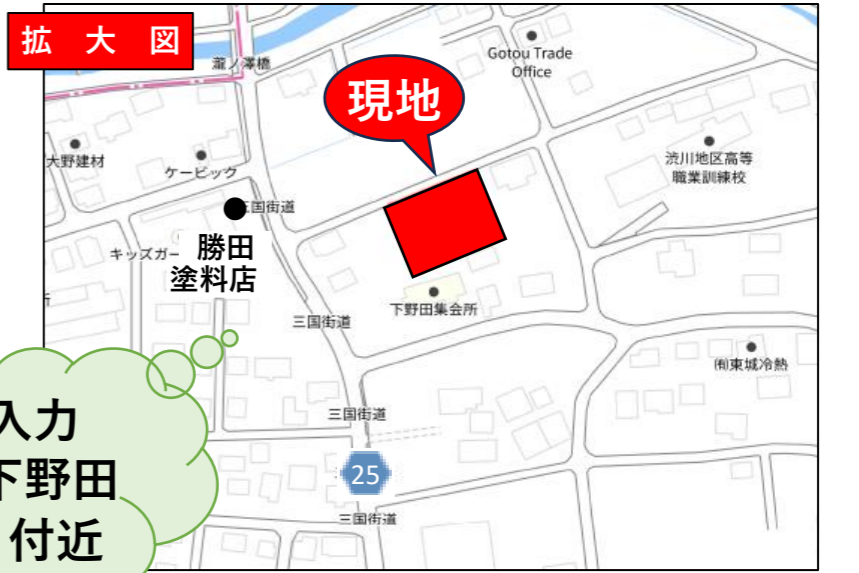 拡大図
瀧ノ澤橋
Gotou Trade
Office
現地
大野建材
ケービック
渋川地区高等
職業訓練校
三国街道
キッズガー
勝田
塗料店
下野田集会所
三国街道
㈲東城冷熱
三国街道
入力
下野田
付近
25
三国街道